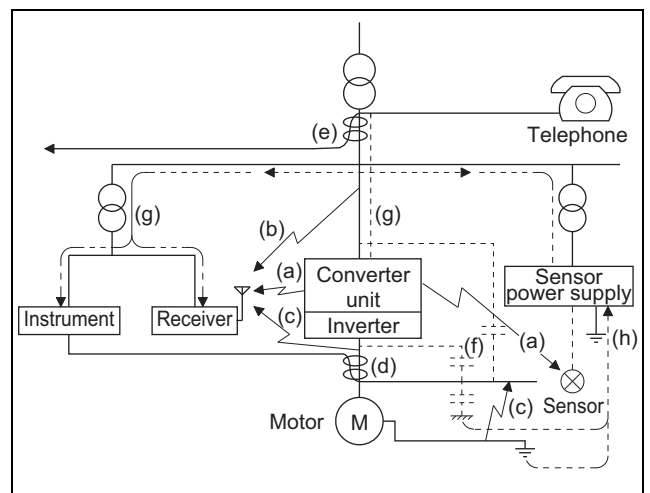 Telephone
(e)
(g)
(g)
(b)
(a)
Converter
unit
Inverter
(c)
Instrument
Receiver
Sensor
power supply
(h)
(a)
(f)
(d)
(c)
Sensor
Motor
M